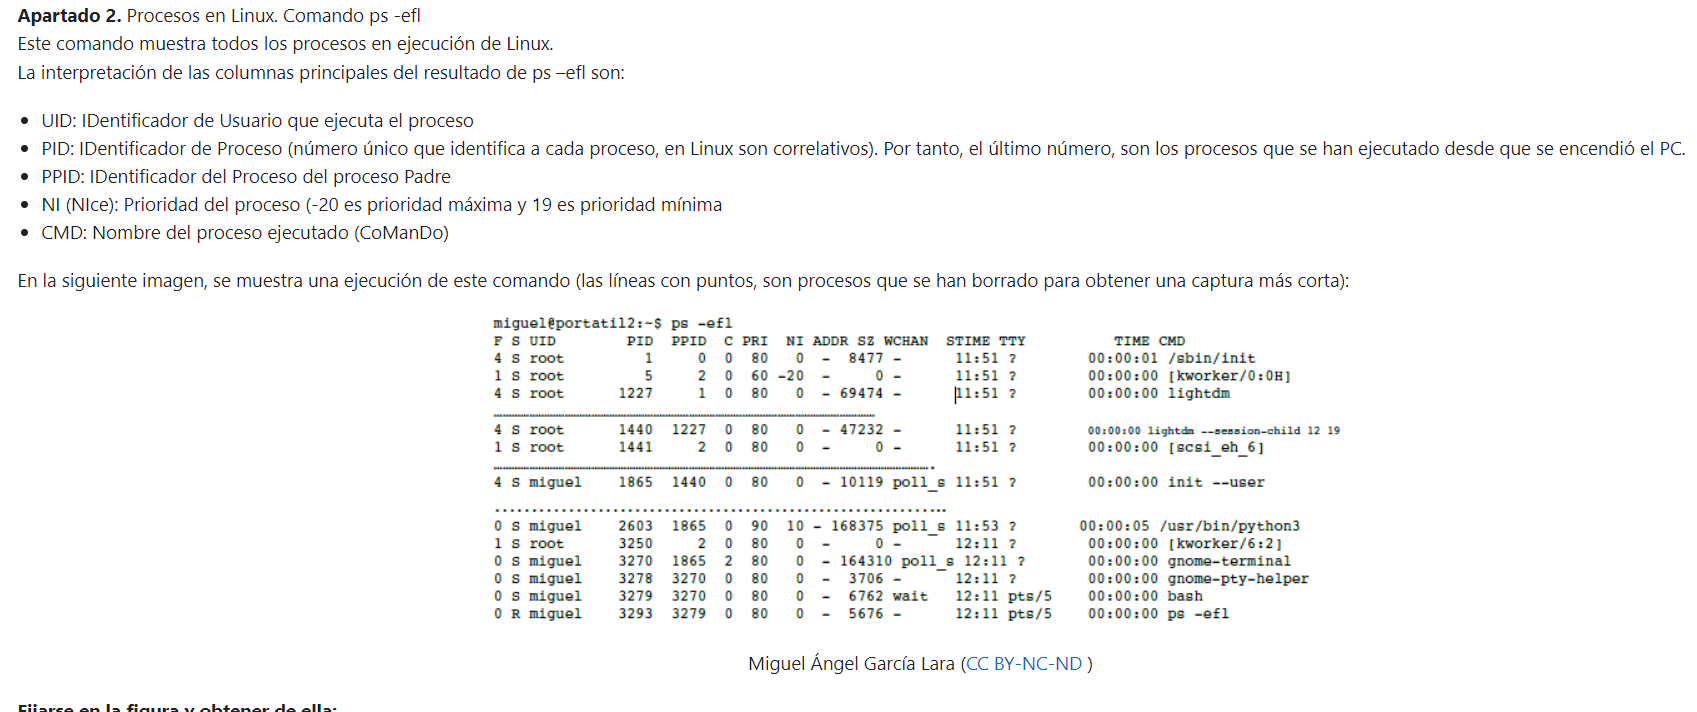 Apartado 2. Procesos en Linux. Comando ps -efl
Este comando muestra todos los procesos en ejecución de Linux.
La interpretación de las columnas principales del resultado de ps –efl son:
• UID: IDentificador de Usuario que ejecuta el proceso
• PID: IDentificador de Proceso (número único que identifica a cada proceso, en Linux son correlativos). Por tanto, el último número, son los procesos que se han ejecutado desde que se encendió el PC.
• PPID: IDentificador del Proceso del proceso Padre
• NI (NIce): Prioridad del proceso (-20 es prioridad máxima y 19 es prioridad mínima
• CMD: Nombre del proceso ejecutado (CoManDo)
En la siguiente imagen, se muestra una ejecución de este comando (las líneas con puntos, son procesos que se han borrado para obtener una captura más corta):
miguel@portatil2:~$ ps -efl
F S UID PID PPID C PRI NI ADDR SZ WCHAN STIME TTY TIME CMD
4 S root 1 0 0 80 0 - 8477 - 11:51 ? 00:00:01 /sbin/init
1 S root 5 2 0 60 -20 - 0 - 11:51 ? 00:00:00 [kworker/0:0H]
4 S root 1227 1 0 80 0 - 69474 - 11:51 ? 00:00:00 lightdm
4 S root 1440 1227 0 80 0 - 47232 - 11:51 ? 00:00:00 lightdm --session-child 12 19
1 S root 1441 2 0 80 0 - 0 - 11:51 ? 00:00:00 [scsi_eh_6]
4 S miguel 1865 1440 0 80 0 - 10119 poll_s 11:51 ? 00:00:00 init --user
0 S miguel 2603 1865 0 90 10 - 168375 poll_s 11:53 ? 00:00:05 /usr/bin/python3
1 S root 3250 2 0 80 0 - 0 - 12:11 ? 00:00:00 [kworker/6:2]
0 S miguel 3270 1865 2 80 0 - 164310 poll_s 12:11 ? 00:00:00 gnome-terminal
0 S miguel 3278 3270 0 80 0 - 3706 - 12:11 ? 00:00:00 gnome-pty-helper
0 S miguel 3279 3270 0 80 0 - 6762 wait 12:11 pts/5 00:00:00 bash
0 R miguel 3293 3279 0 80 0 - 5676 - 12:11 pts/5 00:00:00 ps -efl
Miguel Ángel García Lara (CC BY-NC-ND )
Fijarse en la figura y obtener de ella: